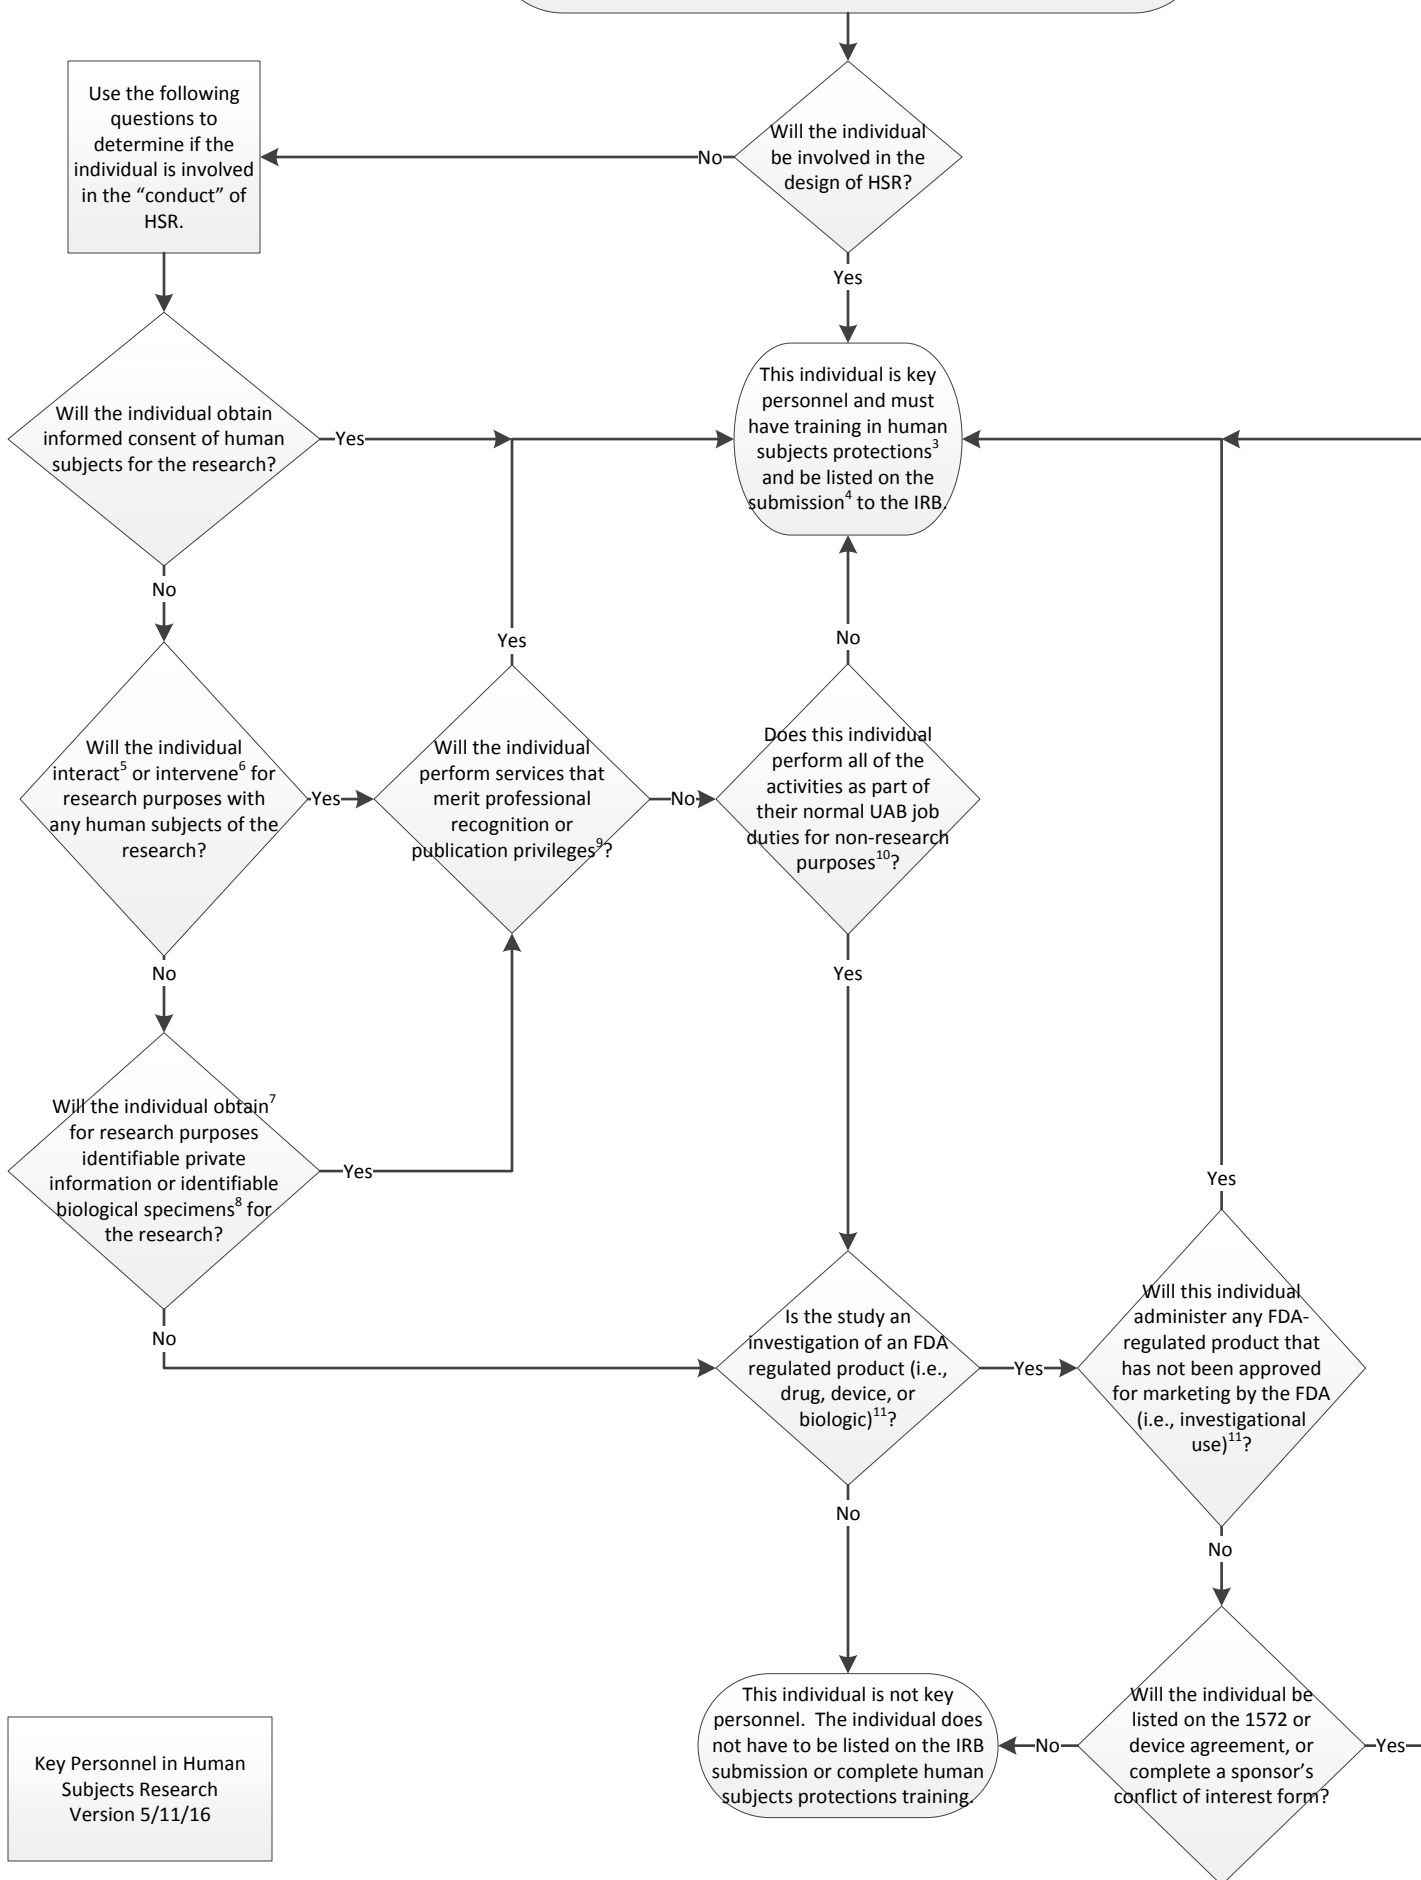 Will the individual
be involved in the
design of HSR?
No
Yes
Use the following
questions to
determine if the
individual is involved
in the “conduct” of
HSR.
Will the individual obtain
informed consent of human
subjects for the research?
Yes
No
This individual is key
personnel and must
have training in human
subjects protections3
and be listed on the
submission4 to the IRB.
Will the individual
interact5 or intervene6 for
research purposes with
any human subjects of the
research?
Yes
No
Will the individual
perform services that
merit professional
recognition or
publication privileges9?
Yes
No
Does this individual
perform all of the
activities as part of
their normal UAB job
duties for non-research
purposes10?
No
Yes
Will the individual obtain7
for research purposes
identifiable private
information or identifiable
biological specimens8 for
the research?
Yes
No
Is the study an
investigation of an FDA
regulated product (i.e.,
drug, device, or
biologic)11?
Yes
No
Will this individual
administer any FDA-
regulated product that
has not been approved
for marketing by the FDA
(i.e., investigational
use)11?
Yes
No
Will the individual be
listed on the 1572 or
device agreement, or
complete a sponsor’s
conflict of interest form?
No
Yes
This individual is not key
personnel.  The individual does
not have to be listed on the IRB
submission or complete human
subjects protections training.
Key Personnel in Human
Subjects Research
Version 5/11/16